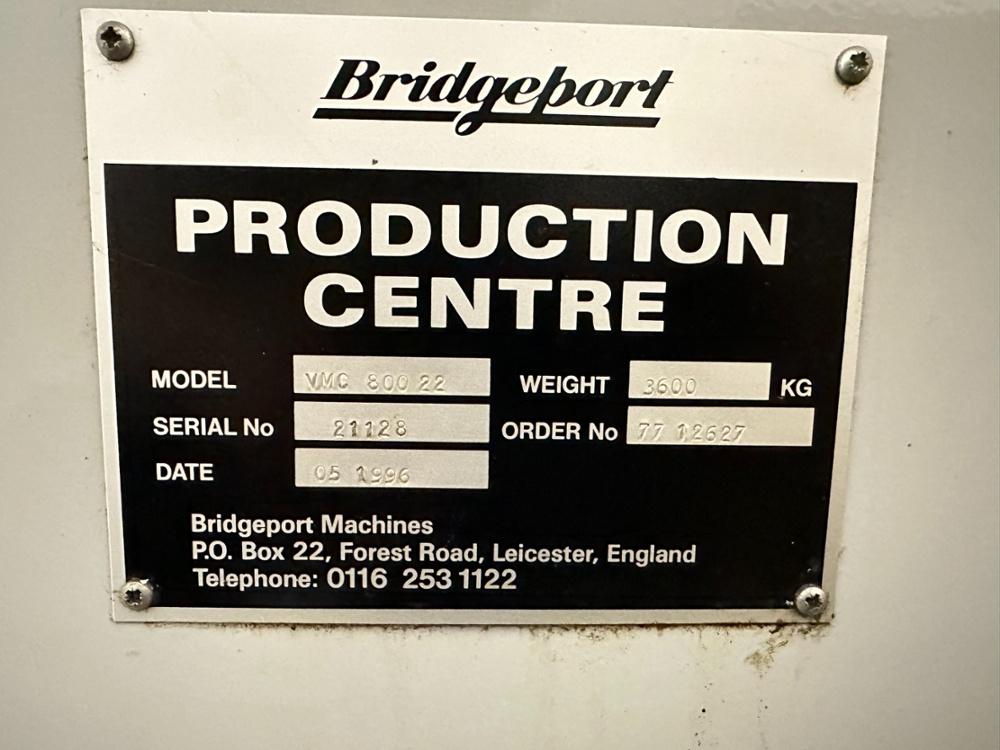 Bridgeport
PRODUCTION
CENTRE
MODEL VMC 800 22 WEIGHT 3600 KG
SERIAL No 21128 ORDER No 77 12627
DATE 05 1996
Bridgeport Machines
P.O. Box 22, Forest Road, Leicester, England
Telephone: 0116 253 1122